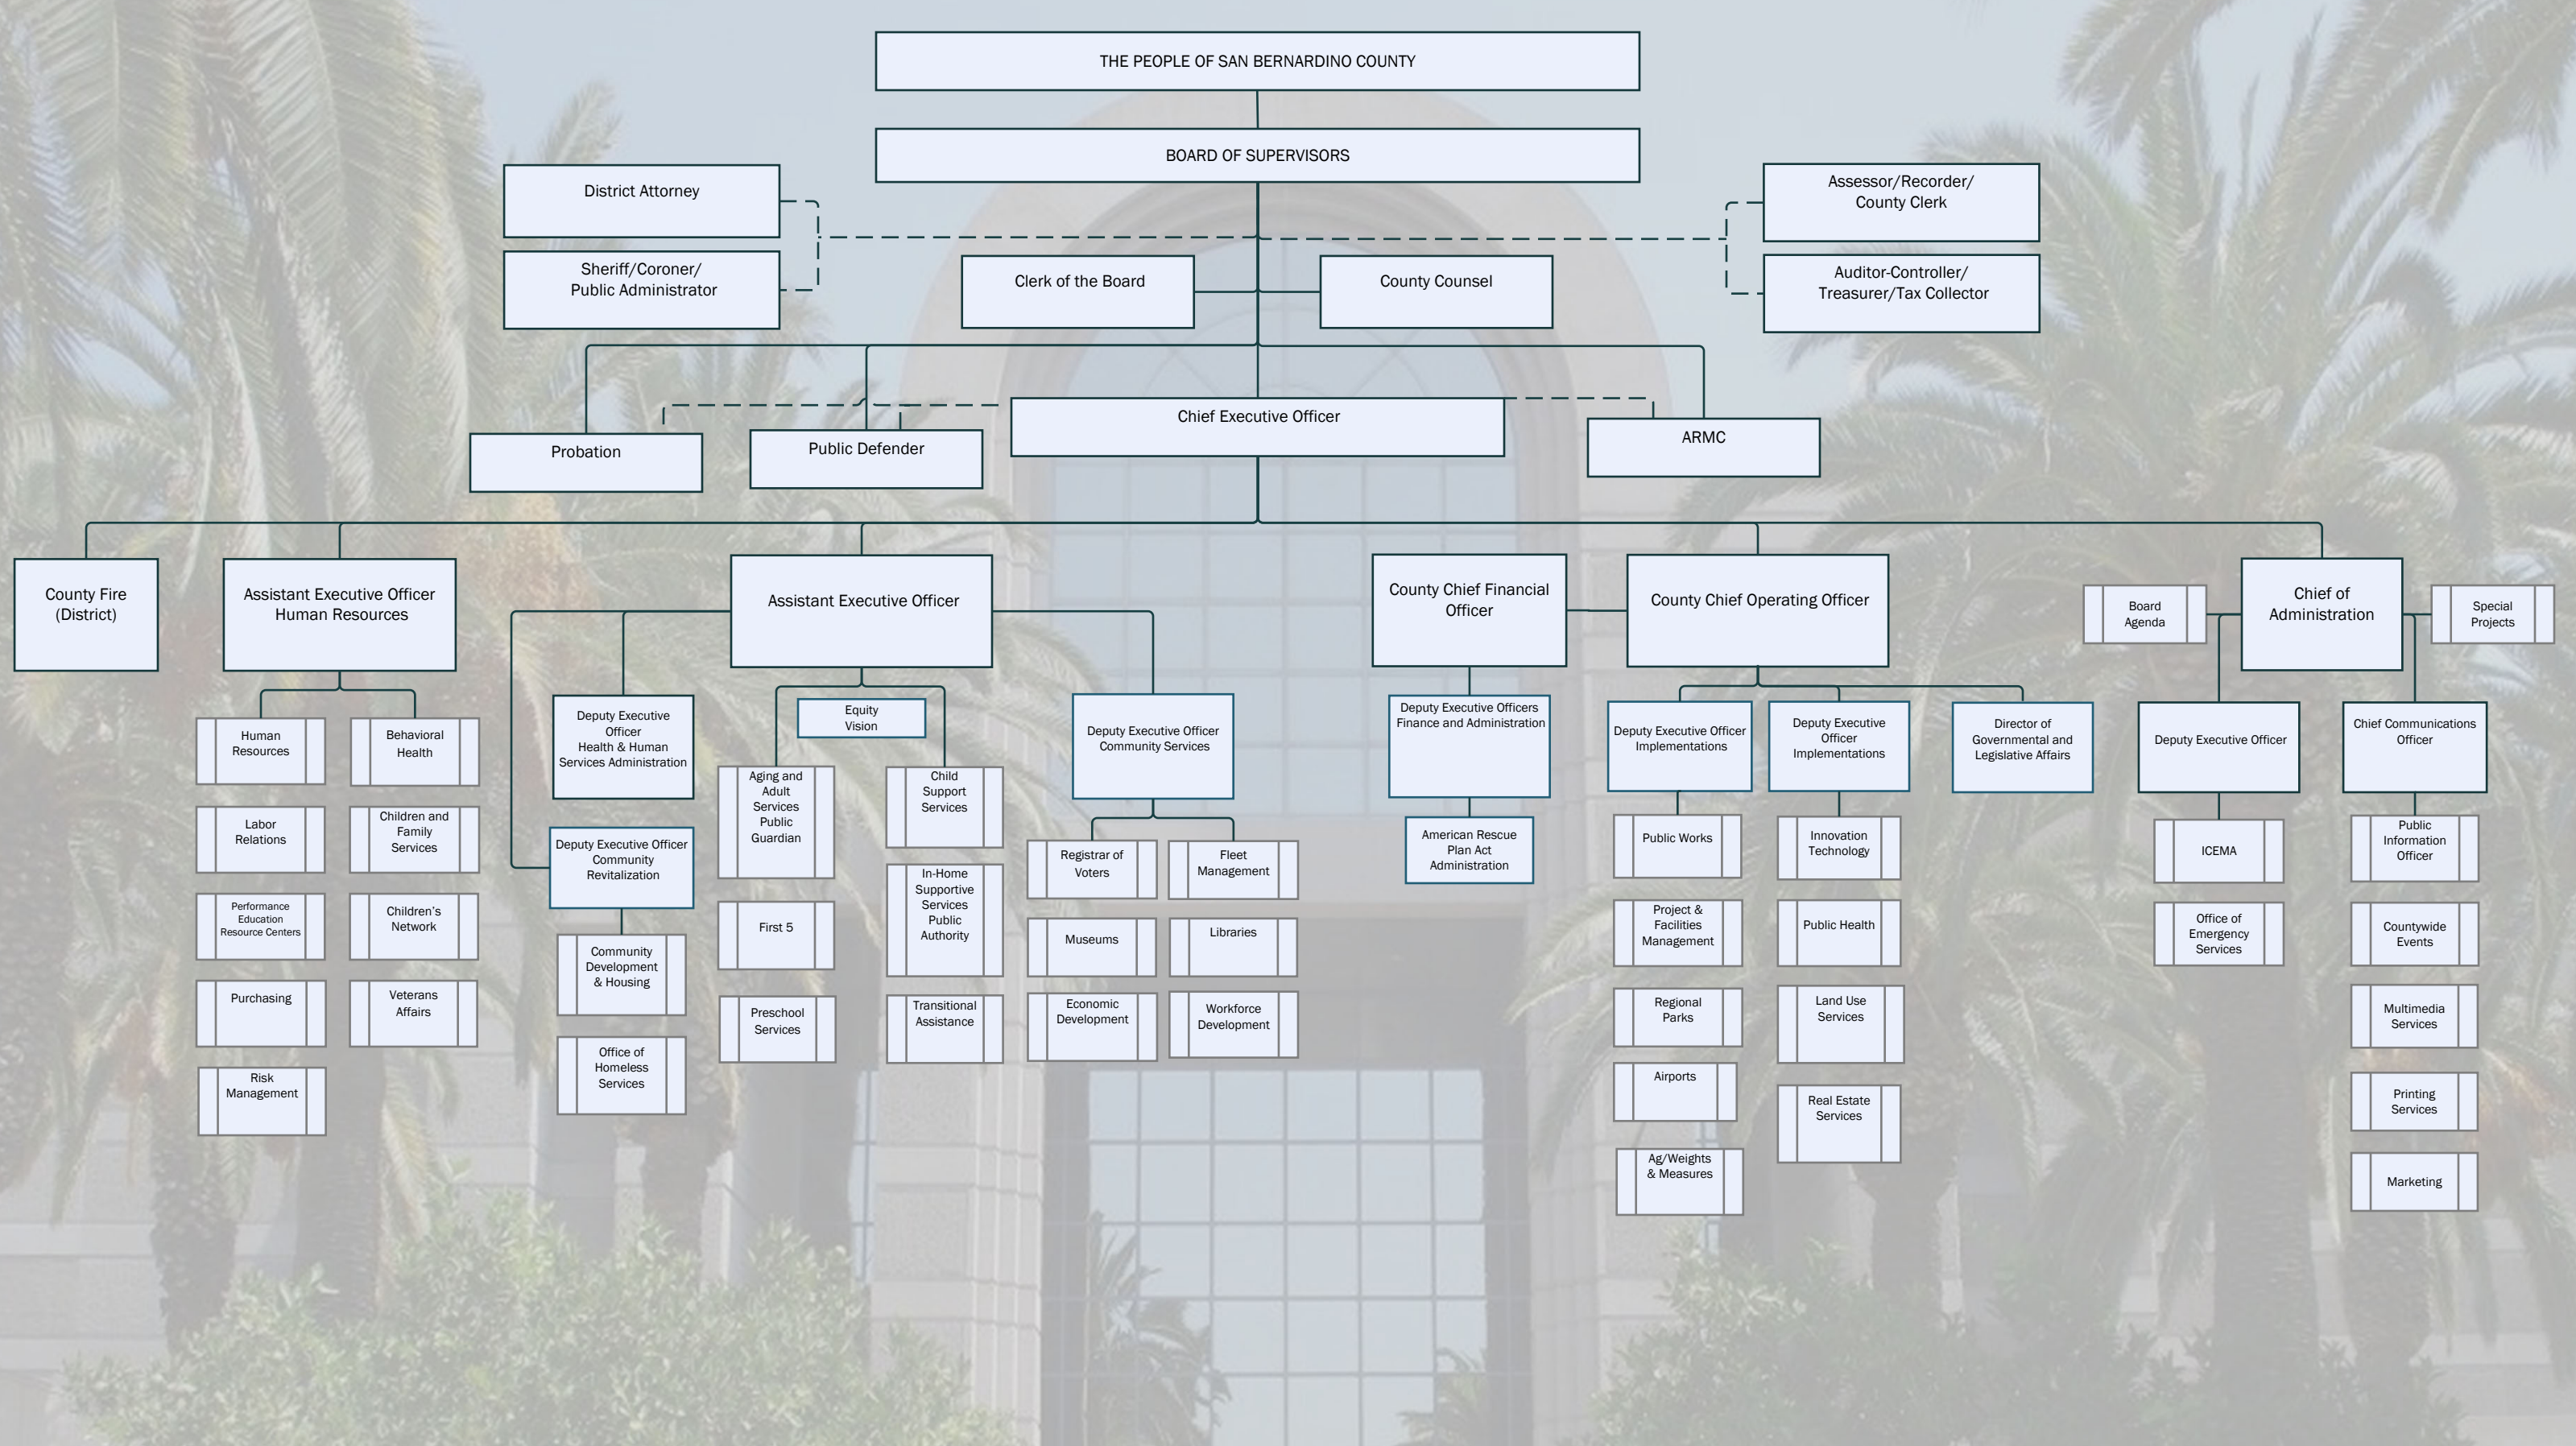 THE PEOPLE OF SAN BERNARDINO COUNTY
BOARD OF SUPERVISORS
District Attorney
Sheriff/Coroner/
Public Administrator
Assessor/Recorder/
County Clerk
Auditor-Controller/
Treasurer/Tax Collector
Clerk of the Board
County Counsel
Probation
Public Defender
Chief Executive Officer
ARMC
County Fire
(District)
Assistant Executive Officer
Human Resources
Human
Resources
Labor
Relations
Performance
Education
Resource Centers
Purchasing
Risk
Management
Behavioral
Health
Children and
Family
Services
Children's
Network
Veterans
Affairs
Assistant Executive Officer
Deputy Executive
Officer
Health & Human
Services Administration
Deputy Executive Officer
Community
Revitalization
Community
Development
& Housing
Office of
Homeless
Services
Equity
Vision
Aging and
Adult
Services
Public
Guardian
First 5
Preschool
Services
Child
Support
Services
In-Home
Supportive
Services
Public
Authority
Transitional
Assistance
Deputy Executive Officer
Community Services
Registrar of
Voters
Museums
Economic
Development
Fleet
Management
Libraries
Workforce
Development
County Chief Financial
Officer
Deputy Executive Officers
Finance and Administration
American Rescue
Plan Act
Administration
County Chief Operating Officer
Deputy Executive Officer
Implementations
Public Works
Project &
Facilities
Management
Regional
Parks
Airports
Ag/Weights
& Measures
Deputy Executive
Officer
Implementations
Innovation
Technology
Public Health
Land Use
Services
Real Estate
Services
Director of
Governmental and
Legislative Affairs
Board
Agenda
Chief of
Administration
Special
Projects
Deputy Executive Officer
ICEMA
Office of
Emergency
Services
Chief Communications
Officer
Public
Information
Officer
Countywide
Events
Multimedia
Services
Printing
Services
Marketing